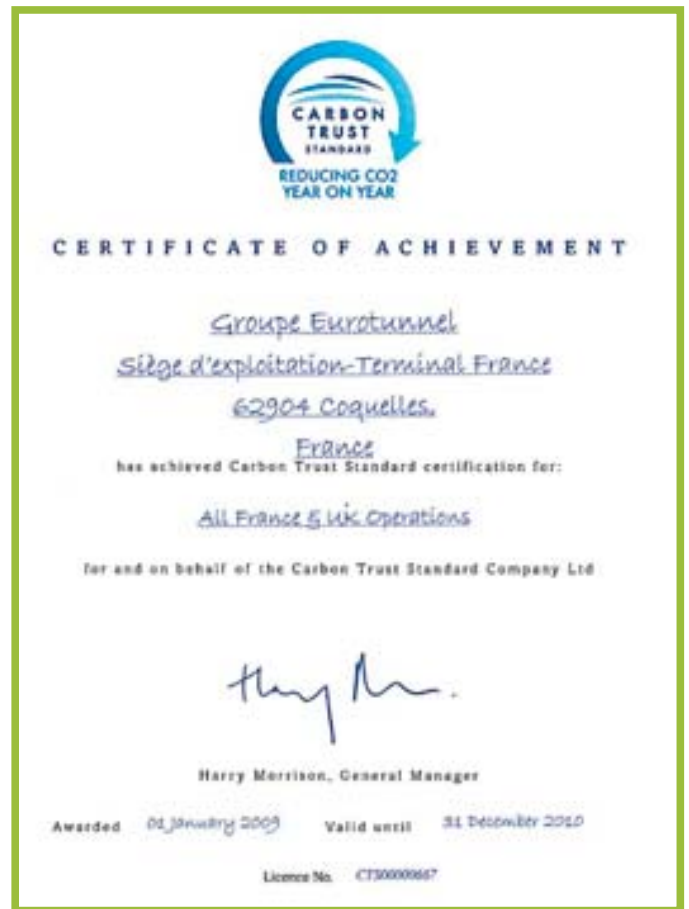 CARBON
TRUST
STANDARD
REDUCING CO2
YEAR ON YEAR
CERTIFICATE OF ACHIEVEMENT
Groupe Eurotunnel
Siège d'exploitation-Terminal France
62904 Coquelles,
France
has achieved Carbon Trust Standard certification for:
All France & UK Operations
for and on behalf of the Carbon Trust Standard Company Ltd
Harry Morrison, General Manager
Awarded 01 January 2009 Valid until 31 December 2010
Licence No.